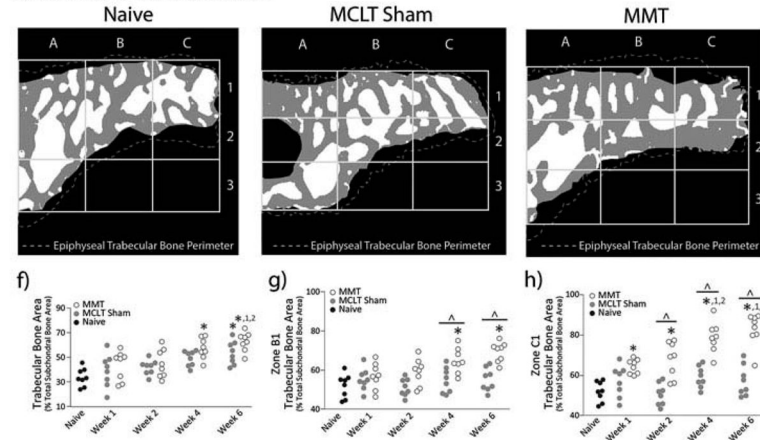 Naive
MCLT Sham
MMT
A B C
A B C
A B C
1
2
3
1
2
3
1
2
3
---- Epiphyseal Trabecular Bone Perimeter
---- Epiphyseal Trabecular Bone Perimeter
---- Epiphyseal Trabecular Bone Perimeter
f)
Trabecular Bone Area
(% Total Subchondral Bone Area)
90
70
50
30
10
MMT
MCLT Sham
Naive
*
* *,1,2
Naive
Week 1
Week 2
Week 4
Week 6
g)
Zone B1
Trabecular Bone Area
(% Total Subchondral Bone Area)
100
80
60
40
MMT
MCLT Sham
Naive
^
*
^
*
Naive
Week 1
Week 2
Week 4
Week 6
h)
Zone C1
Trabecular Bone Area
(% Total Subchondral Bone Area)
100
80
60
40
MMT
MCLT Sham
Naive
*
^
*
^
*,1,2
^
*,1
Naive
Week 1
Week 2
Week 4
Week 6